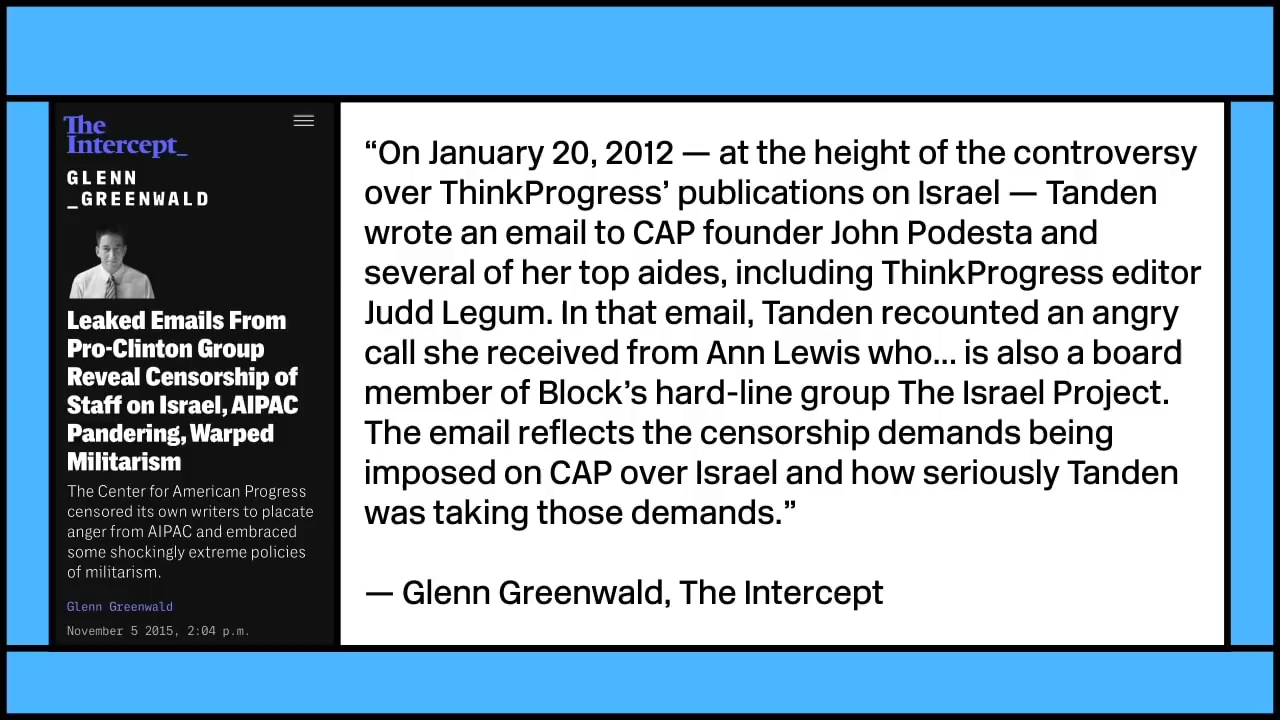 The
Intercept_
GLENN
_GREENWALD
Leaked Emails From
Pro-Clinton Group
Reveal Censorship of
Staff on Israel, AIPAC
Pandering, Warped
Militarism
The Center for American Progress
censored its own writers to placate
anger from AIPAC and embraced
some shockingly extreme policies
of militarism.
Glenn Greenwald
November 5 2015, 2:04 p.m.
“On January 20, 2012 — at the height of the controversy
over ThinkProgress’ publications on Israel — Tanden
wrote an email to CAP founder John Podesta and
several of her top aides, including ThinkProgress editor
Judd Legum. In that email, Tanden recounted an angry
call she received from Ann Lewis who... is also a board
member of Block’s hard-line group The Israel Project.
The email reflects the censorship demands being
imposed on CAP over Israel and how seriously Tanden
was taking those demands.”
— Glenn Greenwald, The Intercept